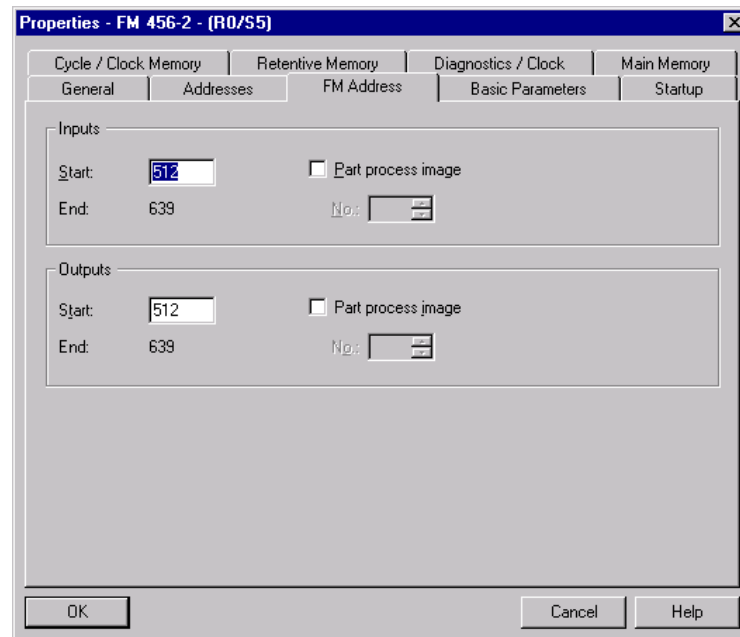 Properties - FM 456-2 - (R0/S5)
Cycle / Clock Memory Retentive Memory Diagnostics / Clock Main Memory
General Addresses FM Address Basic Parameters Startup
Inputs
Start: 512 Part process image
End: 639 No.:
Outputs
Start: 512 Part process image
End: 639 No.:
OK Cancel Help